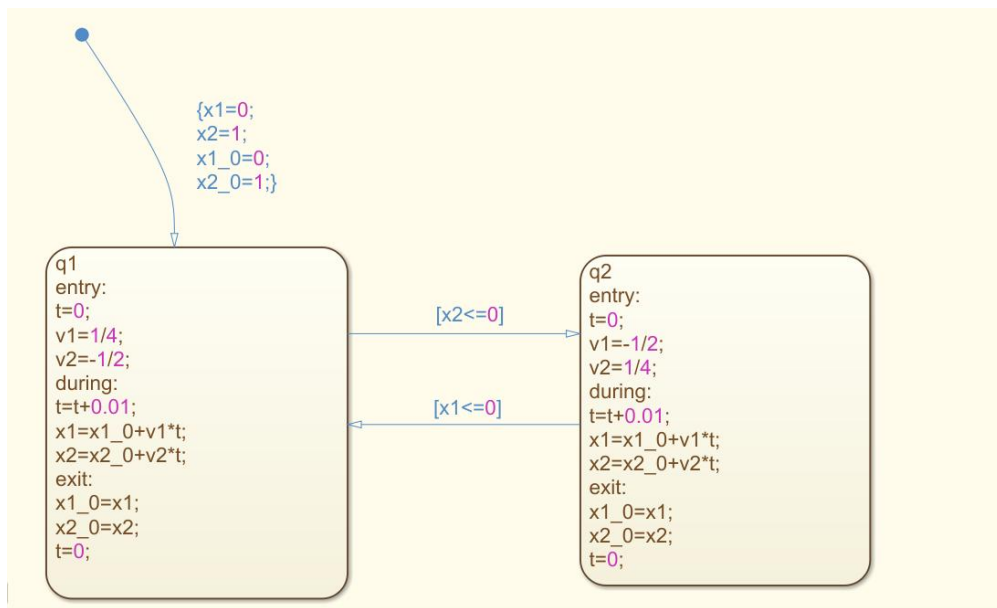 {x1=0;
x2=1;
x1_0=0;
x2_0=1;}
q1
entry:
t=0;
v1=1/4;
v2=-1/2;
during:
t=t+0.01;
x1=x1_0+v1*t;
x2=x2_0+v2*t;
exit:
x1_0=x1;
x2_0=x2;
t=0;
[x2<=0]
[x1<=0]
q2
entry:
t=0;
v1=-1/2;
v2=1/4;
during:
t=t+0.01;
x1=x1_0+v1*t;
x2=x2_0+v2*t;
exit:
x1_0=x1;
x2_0=x2;
t=0;